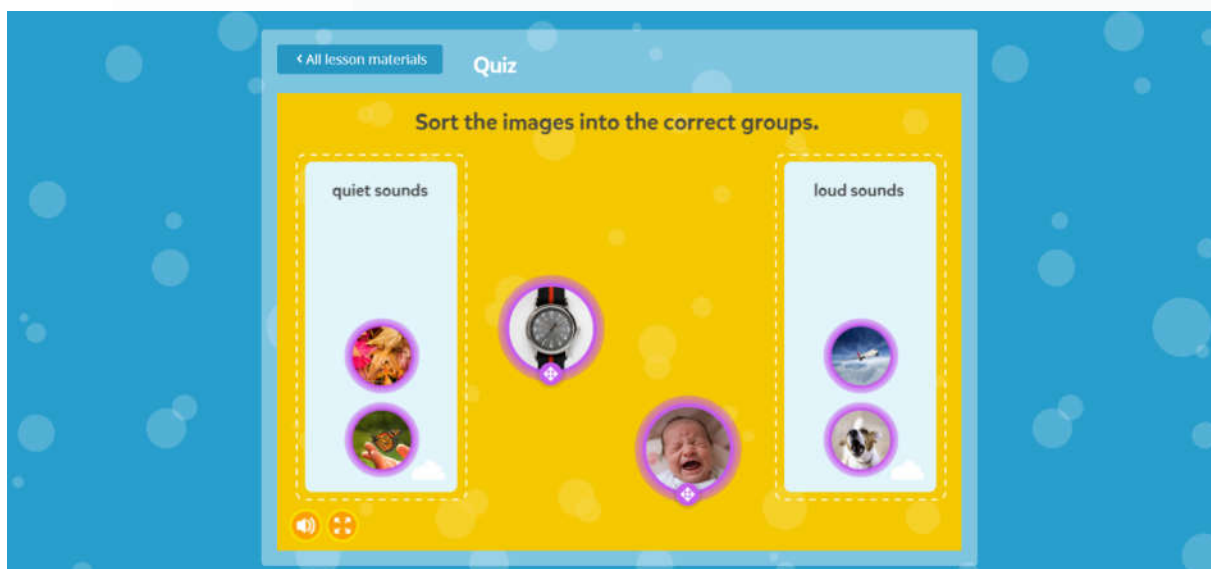 < All lesson materials
Quiz
Sort the images into the correct groups.
quiet sounds
loud sounds